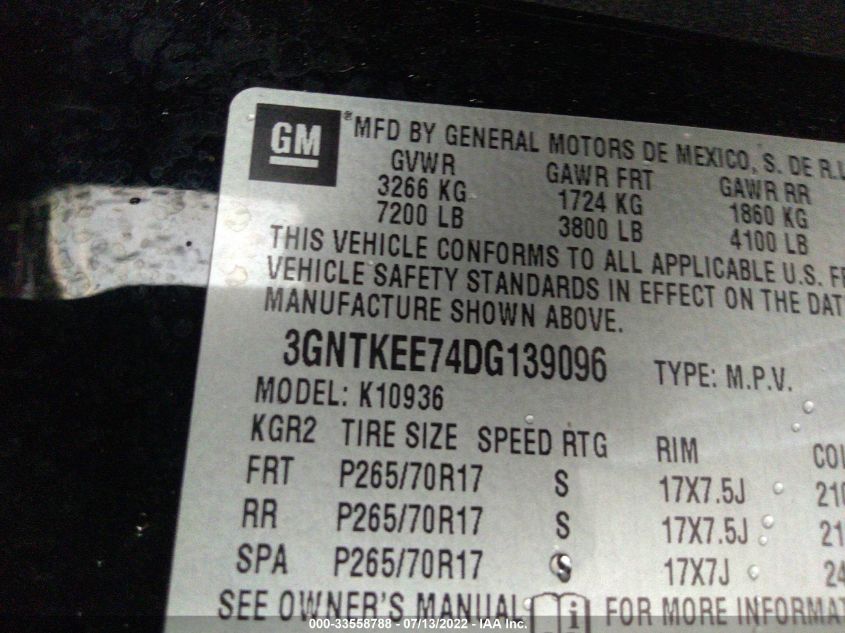 GM ® MFD BY GENERAL MOTORS DE MEXICO, S. DE R.L
GVWR GAWR FRT GAWR RR
3266 KG 1724 KG 1860 KG
7200 LB 3800 LB 4100 LB
THIS VEHICLE CONFORMS TO ALL APPLICABLE U.S.
VEHICLE SAFETY STANDARDS IN EFFECT ON THE
MANUFACTURE SHOWN ABOVE.
3GNTKEE74DG139096 TYPE: M.P.V.
MODEL: K10936
KGR2 TIRE SIZE SPEED RTG RIM
FRT P265/70R17 S 17X7.5J
RR P265/70R17 S 17X7.5J
SPA P265/70R17 S 17X7J
SEE OWNER'S MANUAL i FOR MORE
000-33558788 - 07/13/2022 - IAA Inc.